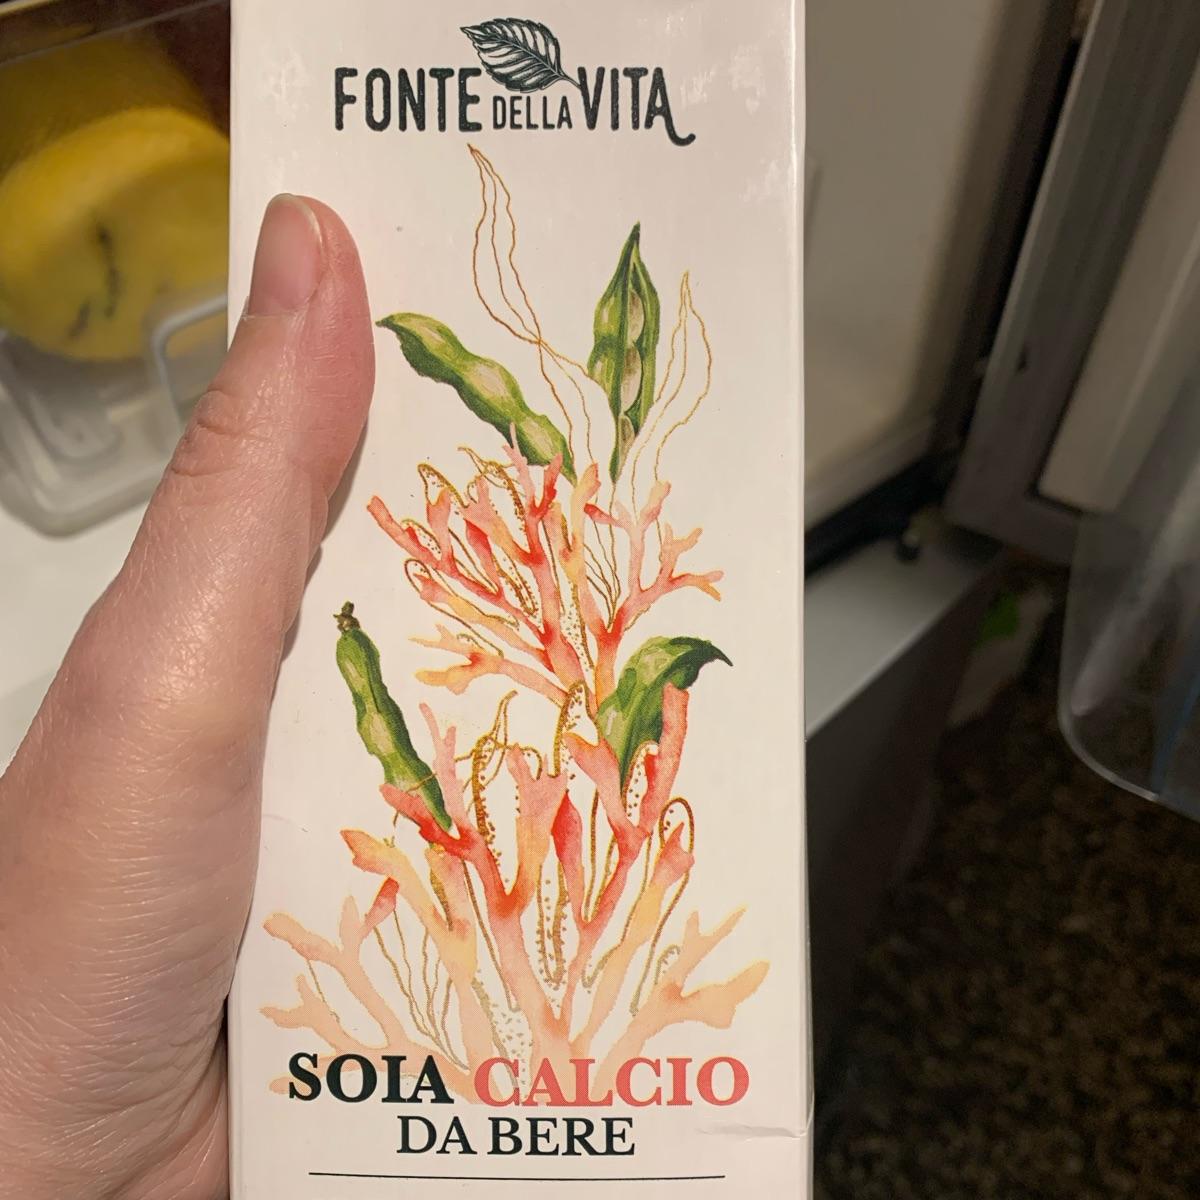 FONTE DELLA VITA
SOIA CALCIO
DA BERE